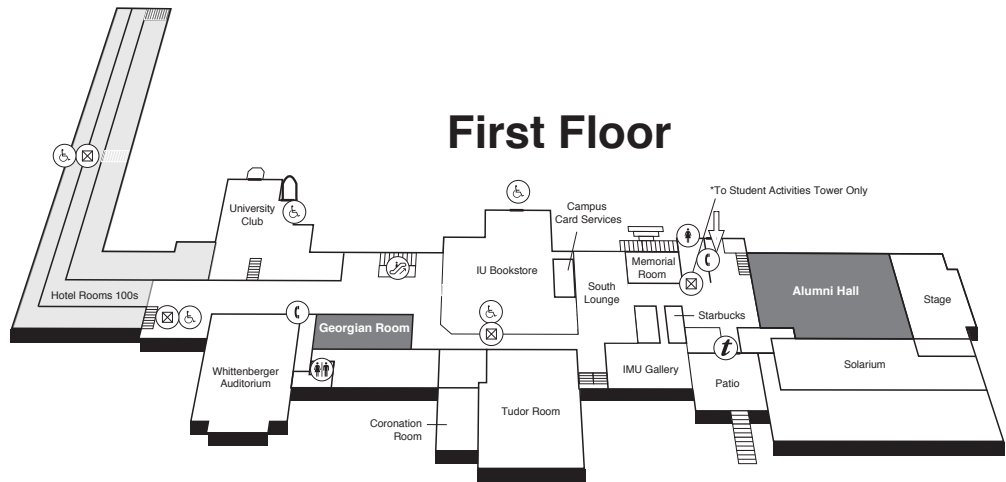 First Floor
*To Student Activities Tower Only
Campus
Card Services
University
Club
IU Bookstore
Memorial
Room
South
Lounge
Hotel Rooms 100s
Alumni Hall
Stage
Georgian Room
Starbucks
t
Whittenberger
Auditorium
IMU Gallery
Patio
Solarium
Tudor Room
Coronation
Room